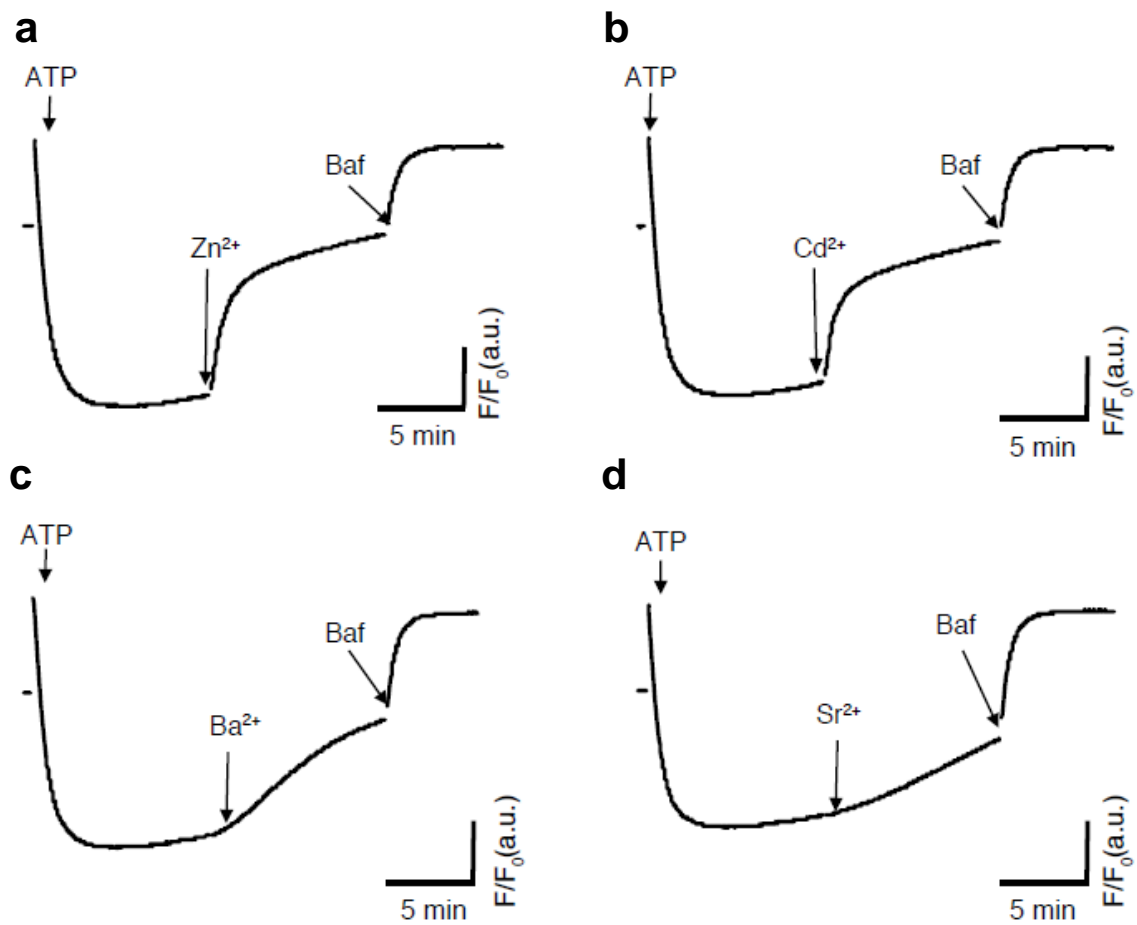 a
ATP
Zn²⁺
Baf
5 min
F/F₀(a.u.)
b
ATP
Cd²⁺
Baf
5 min
F/F₀(a.u.)
c
ATP
Ba²⁺
Baf
5 min
F/F₀(a.u.)
d
ATP
Sr²⁺
Baf
5 min
F/F₀(a.u.)